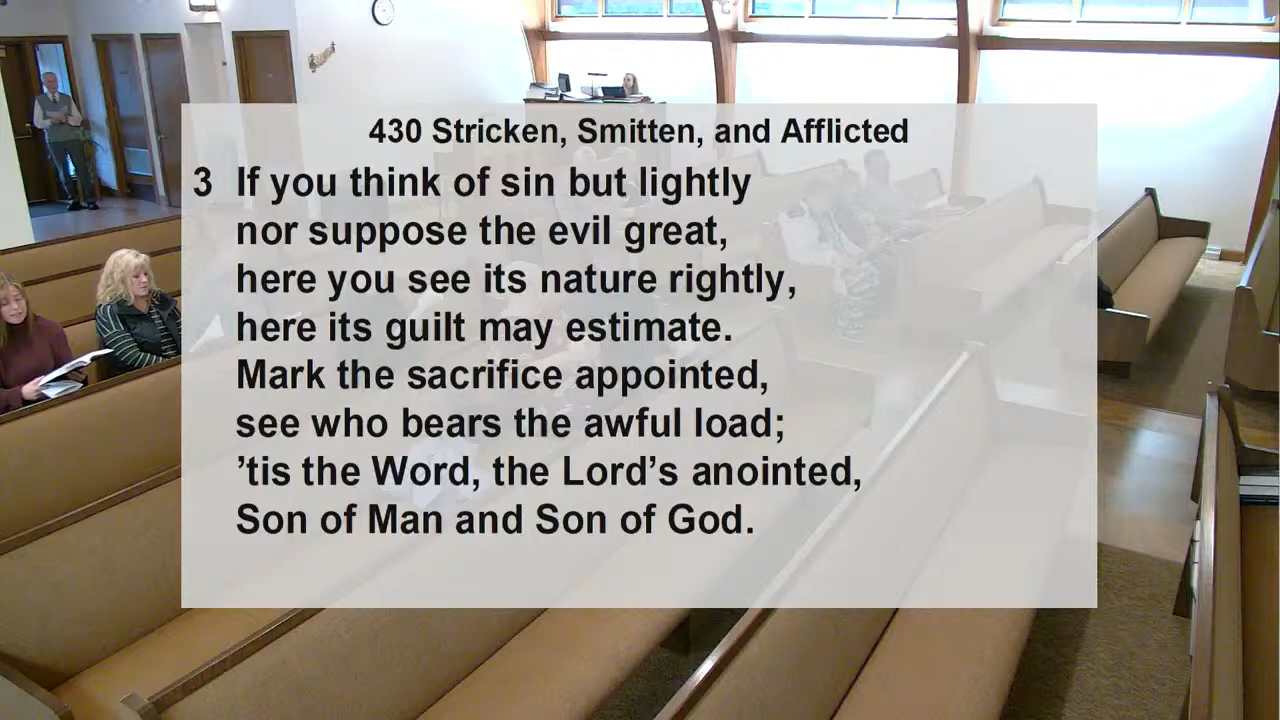 430 Stricken, Smitten, and Afflicted
3 If you think of sin but lightly
nor suppose the evil great,
here you see its nature rightly,
here its guilt may estimate.
Mark the sacrifice appointed,
see who bears the awful load;
’tis the Word, the Lord’s anointed,
Son of Man and Son of God.